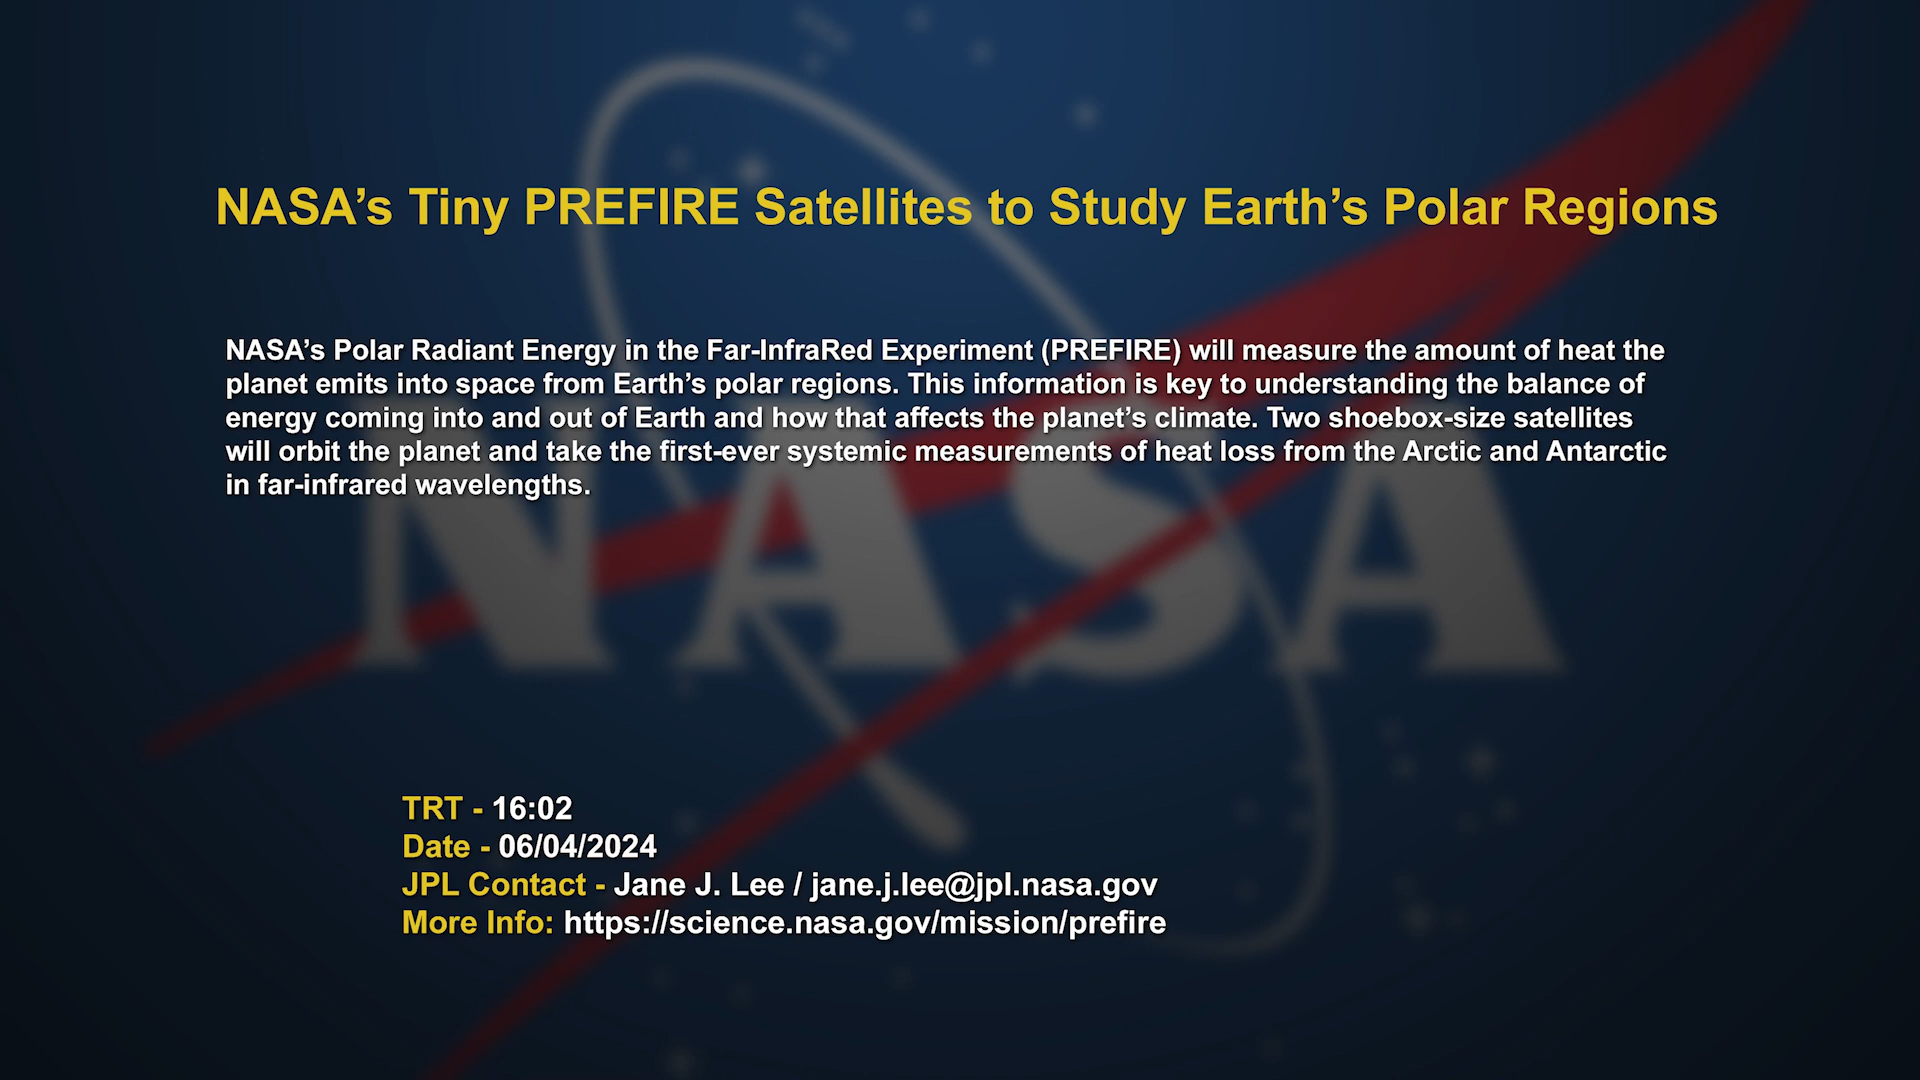 NASA’s Tiny PREFIRE Satellites to Study Earth’s Polar Regions
NASA’s Polar Radiant Energy in the Far-InfraRed Experiment (PREFIRE) will measure the amount of heat the
planet emits into space from Earth’s polar regions. This information is key to understanding the balance of
energy coming into and out of Earth and how that affects the planet’s climate. Two shoebox-size satellites
will orbit the planet and take the first-ever systemic measurements of heat loss from the Arctic and Antarctic
in far-infrared wavelengths.
NASA
TRT - 16:02
Date - 06/04/2024
JPL Contact - Jane J. Lee / jane.j.lee@jpl.nasa.gov
More Info: https://science.nasa.gov/mission/prefire